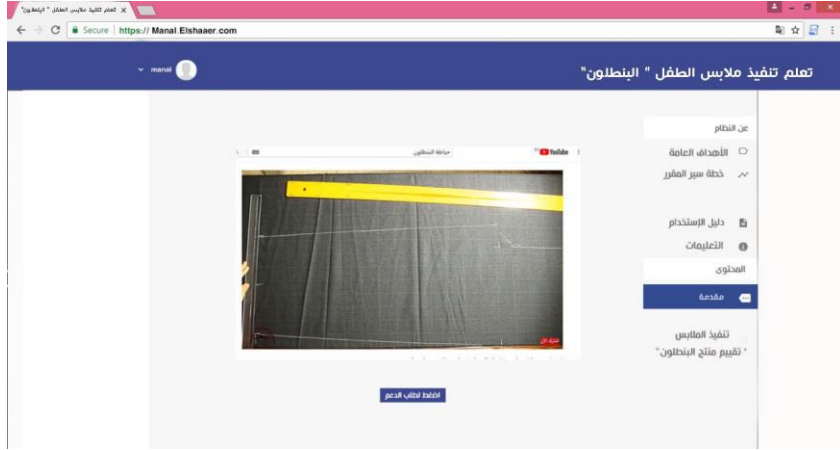 تعلم تنفيذ ملابس الطفل " البنطلون"
Secure | https:// Manal.Elshaaer.com
تعلم تنفيذ ملابس الطفل " البنطلون"
manal
عن النظام
الأهداف العامة
خطة سير المقرر
دليل الإستخدام
التعليمات
المحتوى
مقدمة
تنفيذ الملابس
" تقييم منتج البنطلون"
YouTube
خياطة البنطلون
اشترك الآن
اضغط لطلب الدعم